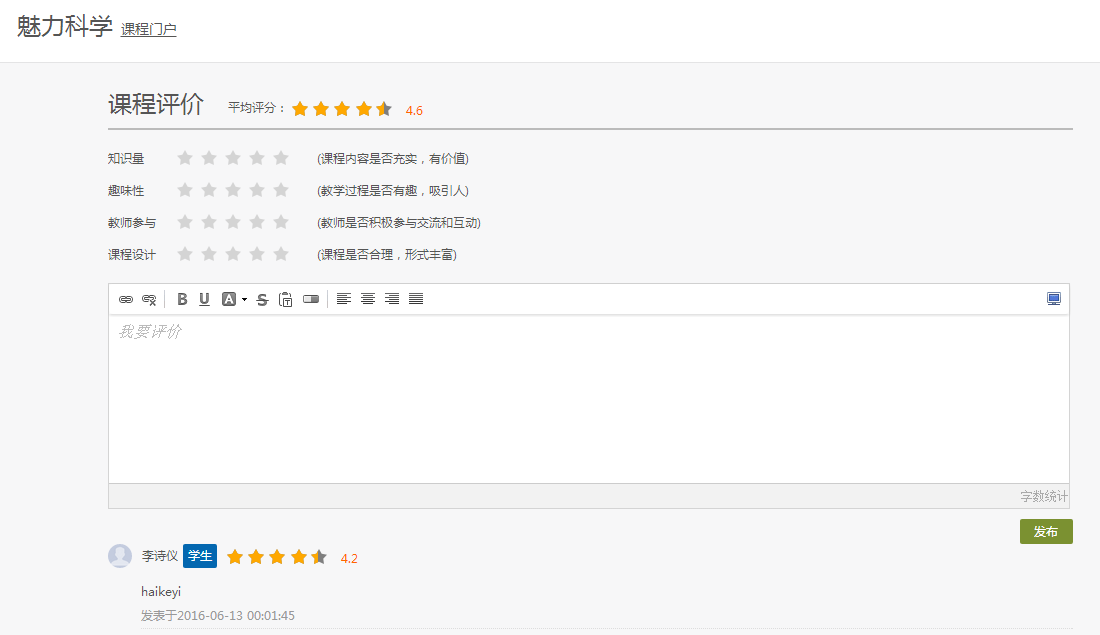 魅力科学 课程门户
课程评价 平均评分： 4.6
知识量 (课程内容是否充实，有价值)
趣味性 (教学过程是否有趣，吸引人)
教师参与 (教师是否积极参与交流和互动)
课程设计 (课程是否合理，形式丰富)
B U A S T
我要评价
字数统计
发布
李诗仪 学生 4.2
haikeyi
发表于2016-06-13 00:01:45